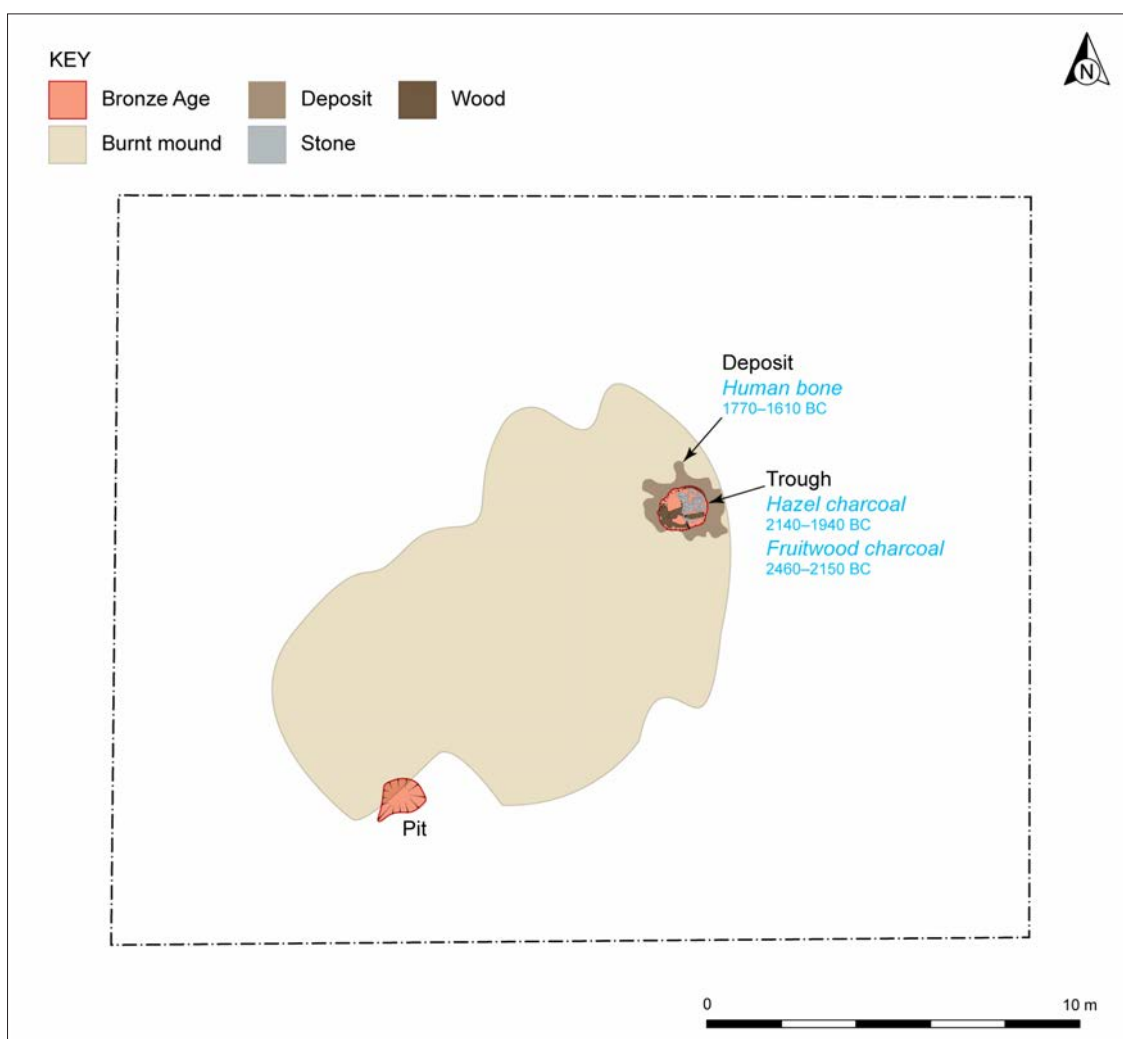 KEY
Bronze Age
Deposit
Wood
Burnt mound
Stone
N
Deposit
Human bone
1770–1610 BC
Trough
Hazel charcoal
2140–1940 BC
Fruitwood charcoal
2460–2150 BC
Pit
0
10 m